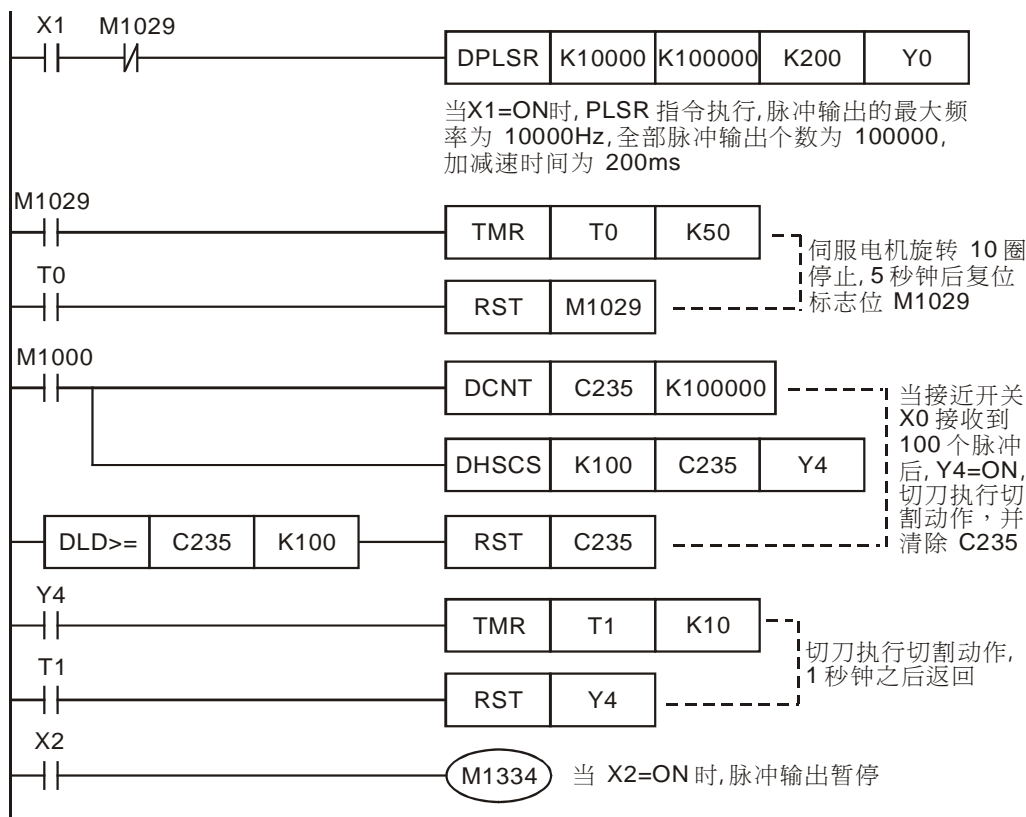 X1 M1029
DPLSR K10000 K100000 K200 Y0
当X1=ON时, PLSR 指令执行, 脉冲输出的最大频
率为 10000Hz, 全部脉冲输出个数为 100000,
加减速时间为 200ms
M1029
TMR T0 K50
伺服电机旋转 10 圈
停止, 5 秒钟后复位
标志位 M1029
T0
RST M1029
M1000
DCNT C235 K100000
当接近开关
X0 接收到
100 个脉冲
后, Y4=ON,
切刀执行切
割动作，并
清除 C235
DHSCS K100 C235 Y4
DLD>= C235 K100 RST C235
Y4
TMR T1 K10
切刀执行切割动作,
1 秒钟之后返回
T1
RST Y4
X2
M1334 当 X2=ON 时, 脉冲输出暂停